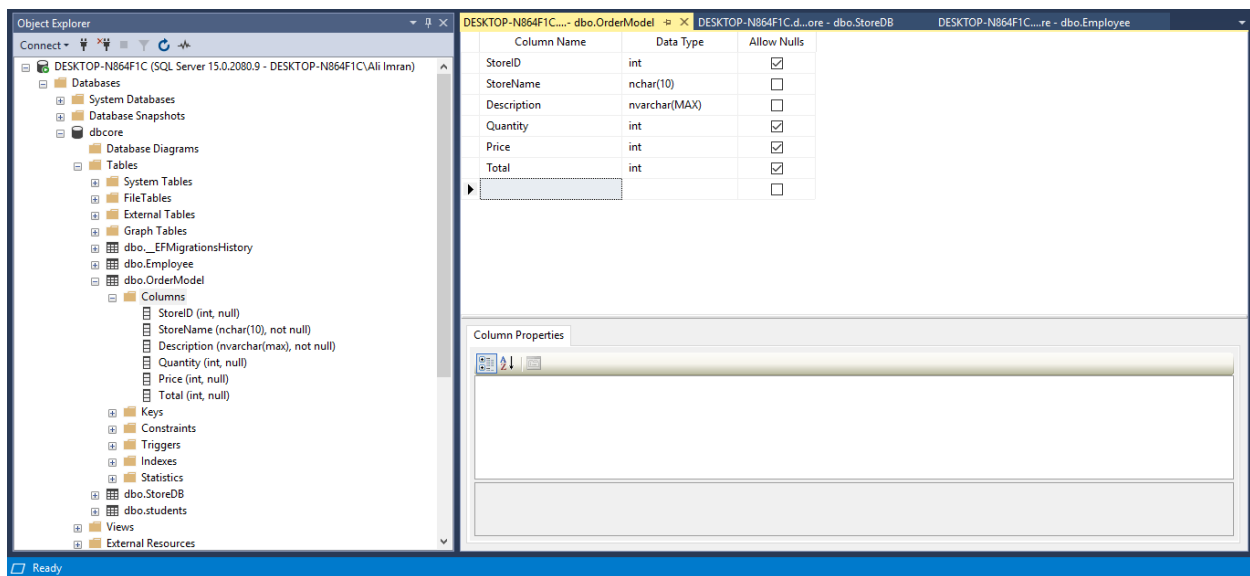 Object Explorer
Connect
DESKTOP-N864F1C (SQL Server 15.0.2080.9 - DESKTOP-N864F1C\Ali Imran)
Databases
System Databases
Database Snapshots
dbcore
Database Diagrams
Tables
System Tables
FileTables
External Tables
Graph Tables
dbo.__EFMigrationsHistory
dbo.Employee
dbo.OrderModel
Columns
StoreID (int, null)
StoreName (nchar(10), not null)
Description (nvarchar(max), not null)
Quantity (int, null)
Price (int, null)
Total (int, null)
Keys
Constraints
Triggers
Indexes
Statistics
dbo.StoreDB
dbo.students
Views
External Resources
DESKTOP-N864F1C....- dbo.OrderModel DESKTOP-N864F1C.d...ore - dbo.StoreDB DESKTOP-N864F1C....re - dbo.Employee
Column Name Data Type Allow Nulls
StoreID int
StoreName nchar(10)
Description nvarchar(MAX)
Quantity int
Price int
Total int
Column Properties
Ready